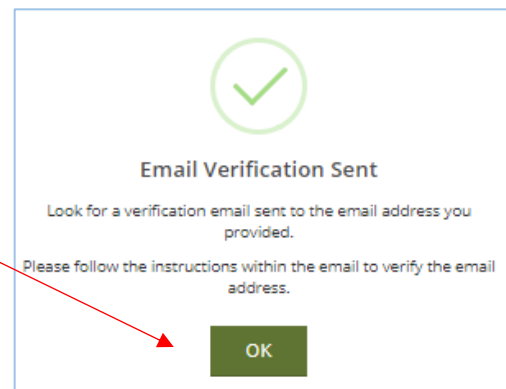 Email Verification Sent
Look for a verification email sent to the email address you
provided.
Please follow the instructions within the email to verify the email
address.
OK